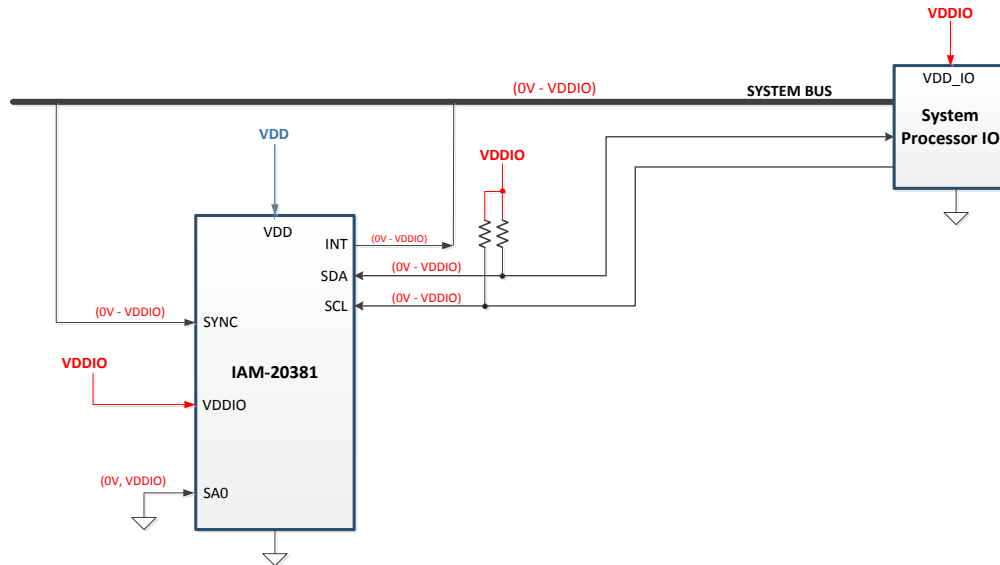 VDDIO
VDD_IO
(0V - VDDIO)
SYSTEM BUS
System
Processor IO
VDD
VDDIO
VDD
INT
(0V - VDDIO)
SDA
(0V - VDDIO)
SCL
(0V - VDDIO)
(0V - VDDIO)
SYNC
VDDIO
IAM-20381
VDDIO
(0V, VDDIO)
SA0